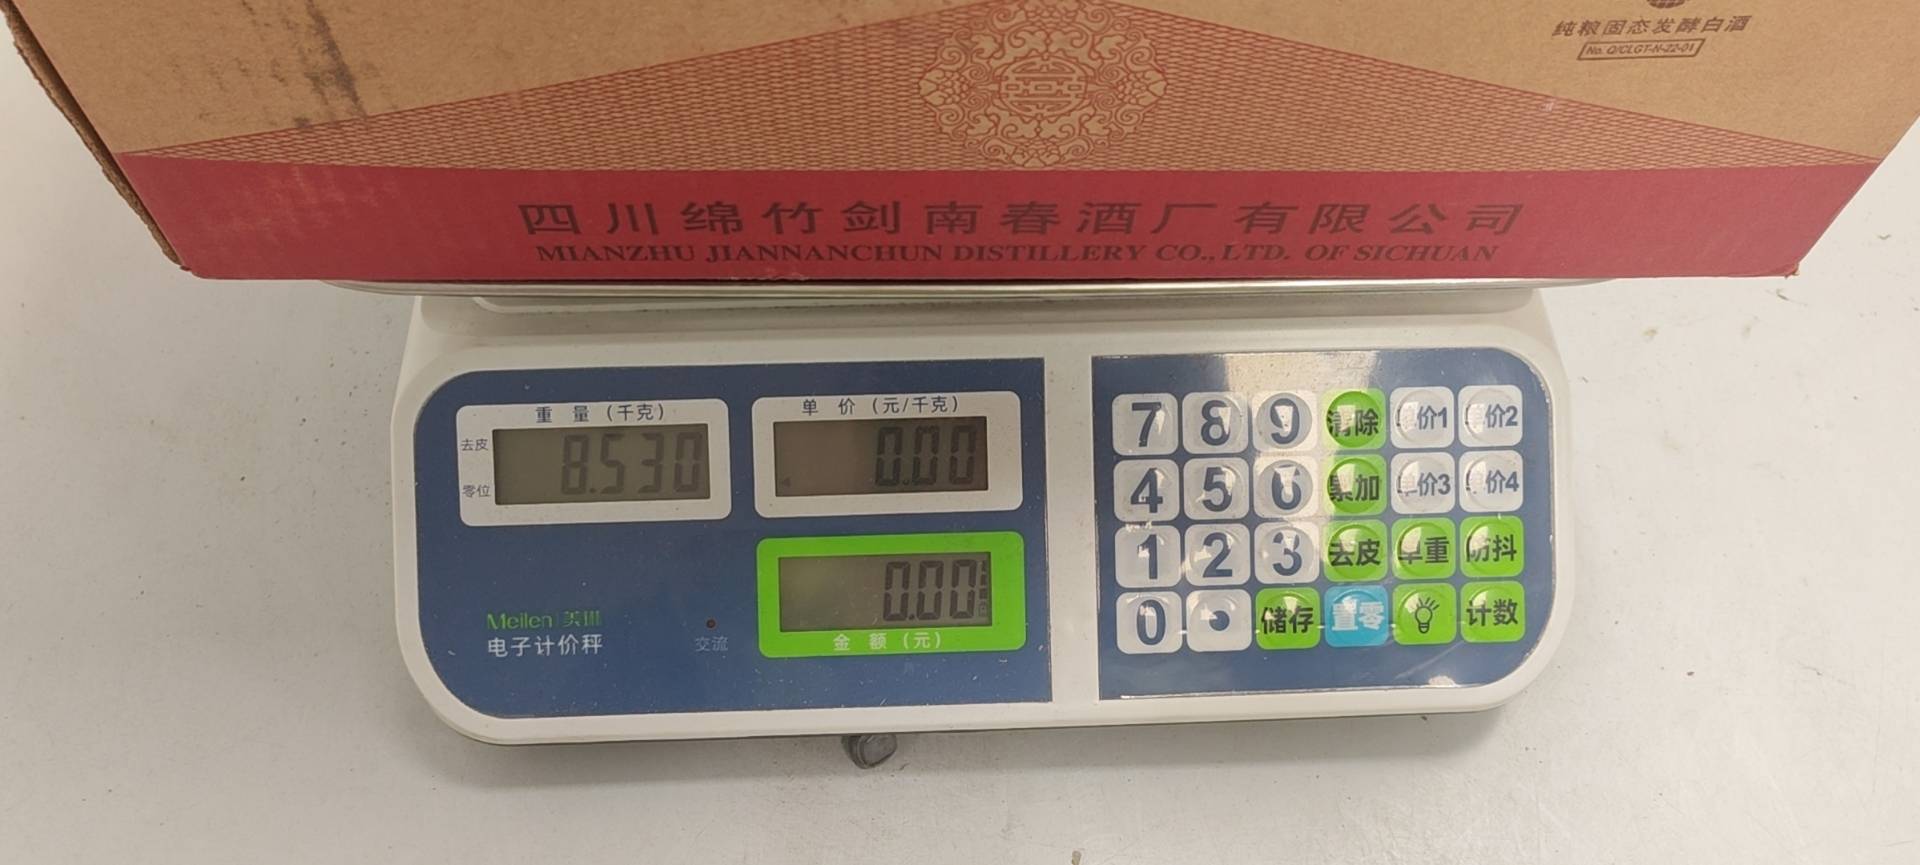 纯粮固态发酵白酒
No. Q/CLGT-N-22-01
四川绵竹剑南春酒厂有限公司
MIANZHU JIANNANCHUN DISTILLERY CO., LTD. OF SICHUAN
重 量 (千克)
去皮
零位
8.530
单 价 (元/千克)
0.00
0.00
金 额 (元)
Meilen 美琳
电子计价秤
交流
7 8 9 清除 单价1 单价2
4 5 6 累加 单价3 单价4
1 2 3 去皮 单重 防抖
0 . 储存 置零 计数